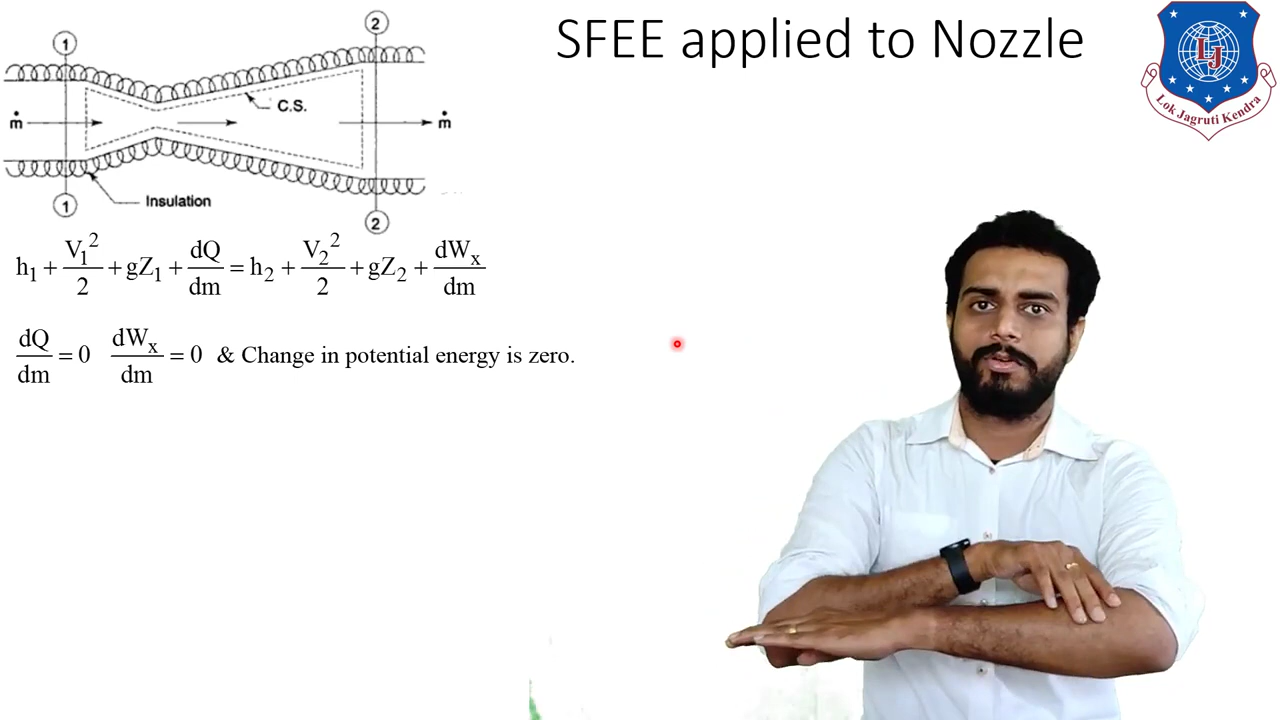 SFEE applied to Nozzle
LJ
Lok Jagruti Kendra
1
2
C.S.
ṁ
ṁ
Insulation
1
2
h₁ + V₁²/2 + gZ₁ + dQ/dm = h₂ + V₂²/2 + gZ₂ + dWₓ/dm
dQ/dm = 0 dWₓ/dm = 0 & Change in potential energy is zero.